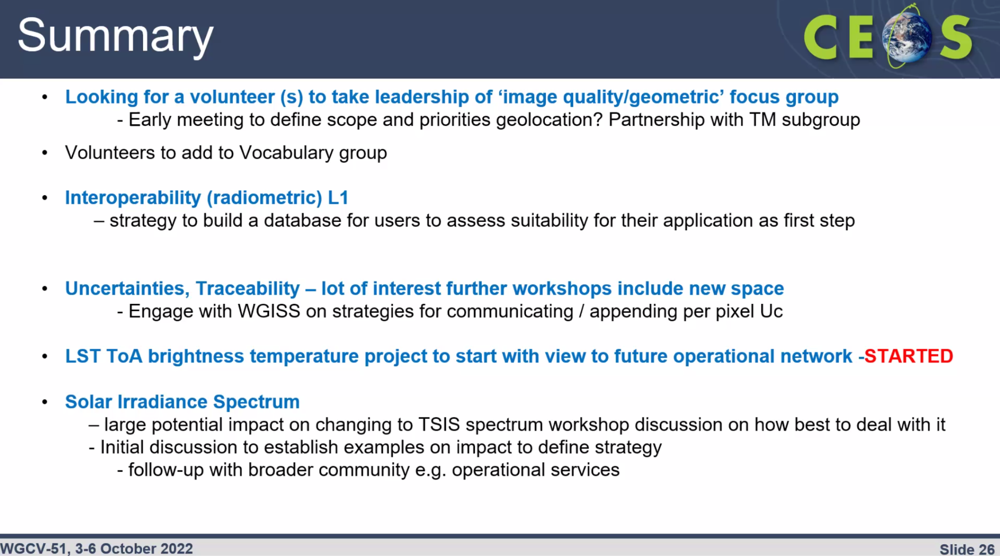 Summary
CEOS
• Looking for a volunteer (s) to take leadership of ‘image quality/geometric’ focus group
- Early meeting to define scope and priorities geolocation? Partnership with TM subgroup
• Volunteers to add to Vocabulary group
• Interoperability (radiometric) L1
– strategy to build a database for users to assess suitability for their application as first step
• Uncertainties, Traceability – lot of interest further workshops include new space
- Engage with WGISS on strategies for communicating / appending per pixel Uc
• LST ToA brightness temperature project to start with view to future operational network -STARTED
• Solar Irradiance Spectrum
– large potential impact on changing to TSIS spectrum workshop discussion on how best to deal with it
- Initial discussion to establish examples on impact to define strategy
- follow-up with broader community e.g. operational services
WGCV-51, 3-6 October 2022
Slide 26